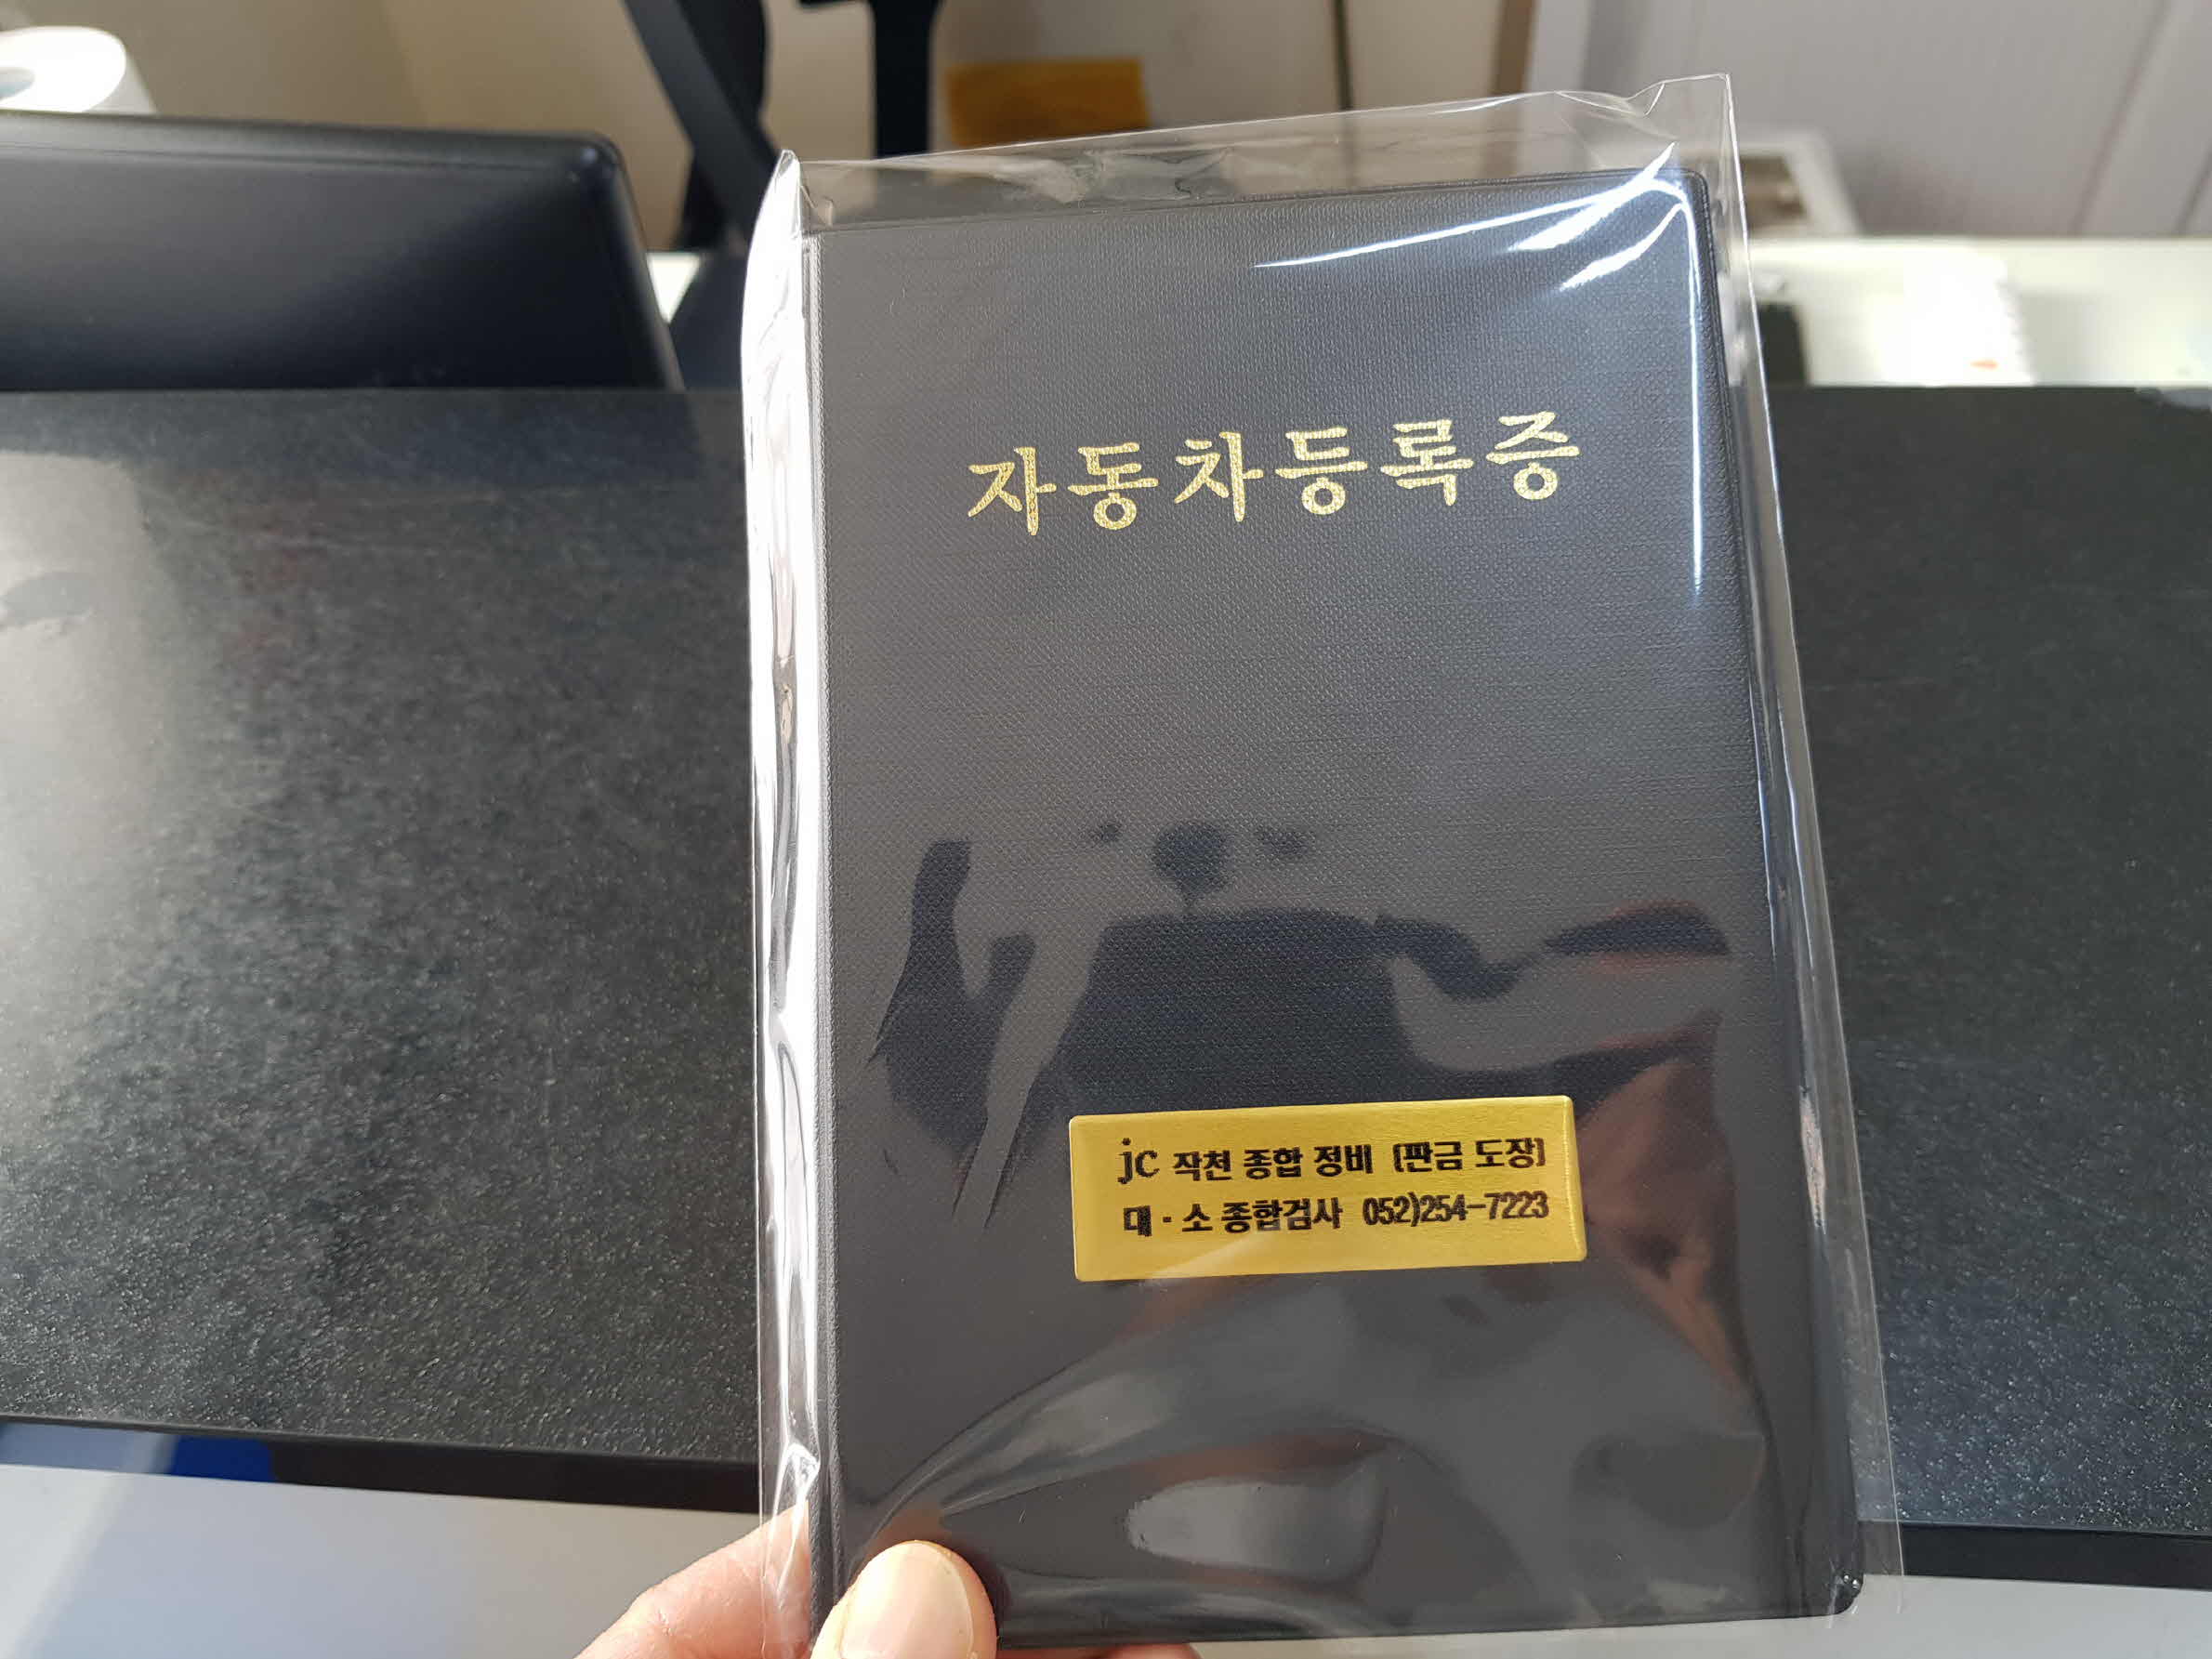 자동차등록증
jc 작천 종합 정비 [판금 도장]
대·소 종합검사 052)254-7223